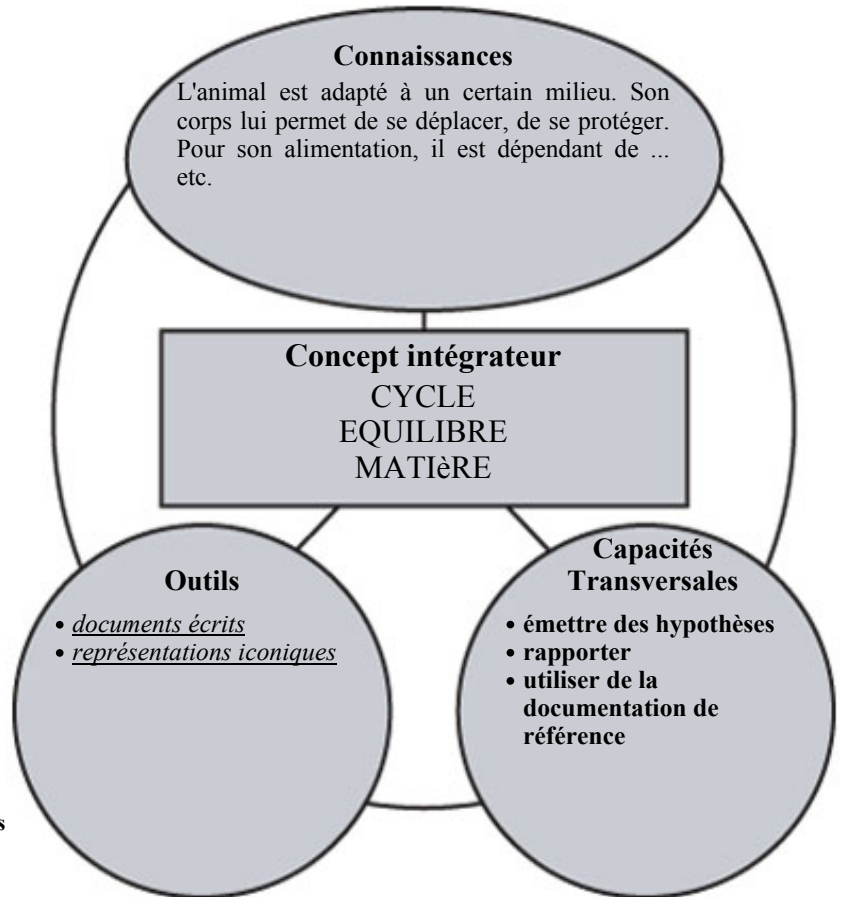 Connaissances
L'animal est adapté à un certain milieu. Son
corps lui permet de se déplacer, de se protéger.
Pour son alimentation, il est dépendant de ...
etc.
Concept intégrateur
CYCLE
EQUILIBRE
MATIèRE
Outils
• documents écrits
• représentations iconiques
Capacités
Transversales
• émettre des hypothèses
• rapporter
• utiliser de la
documentation de
référence
s